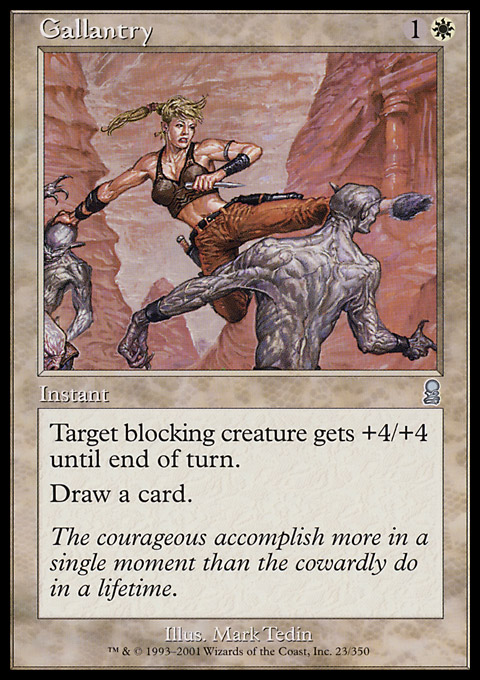 Gallantry 1
Instant
Target blocking creature gets +4/+4
until end of turn.
Draw a card.
The courageous accomplish more in a
single moment than the cowardly do
in a lifetime.
Illus. Mark Tedin
™ & © 1993–2001 Wizards of the Coast, Inc. 23/350